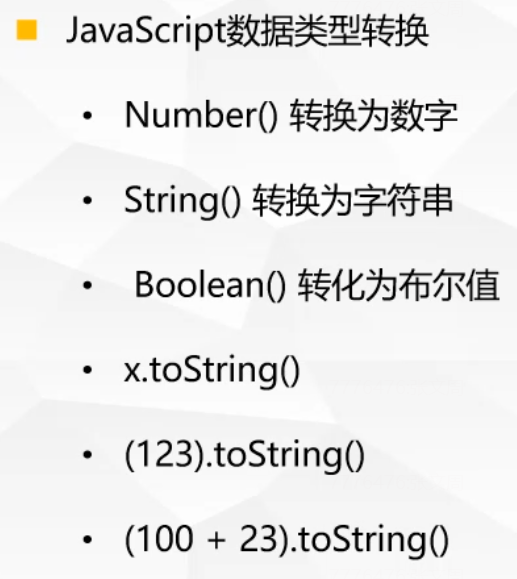 JavaScript数据类型转换
• Number() 转换为数字
• String() 转换为字符串
• Boolean() 转化为布尔值
• x.toString()
• (123).toString()
• (100 + 23).toString()